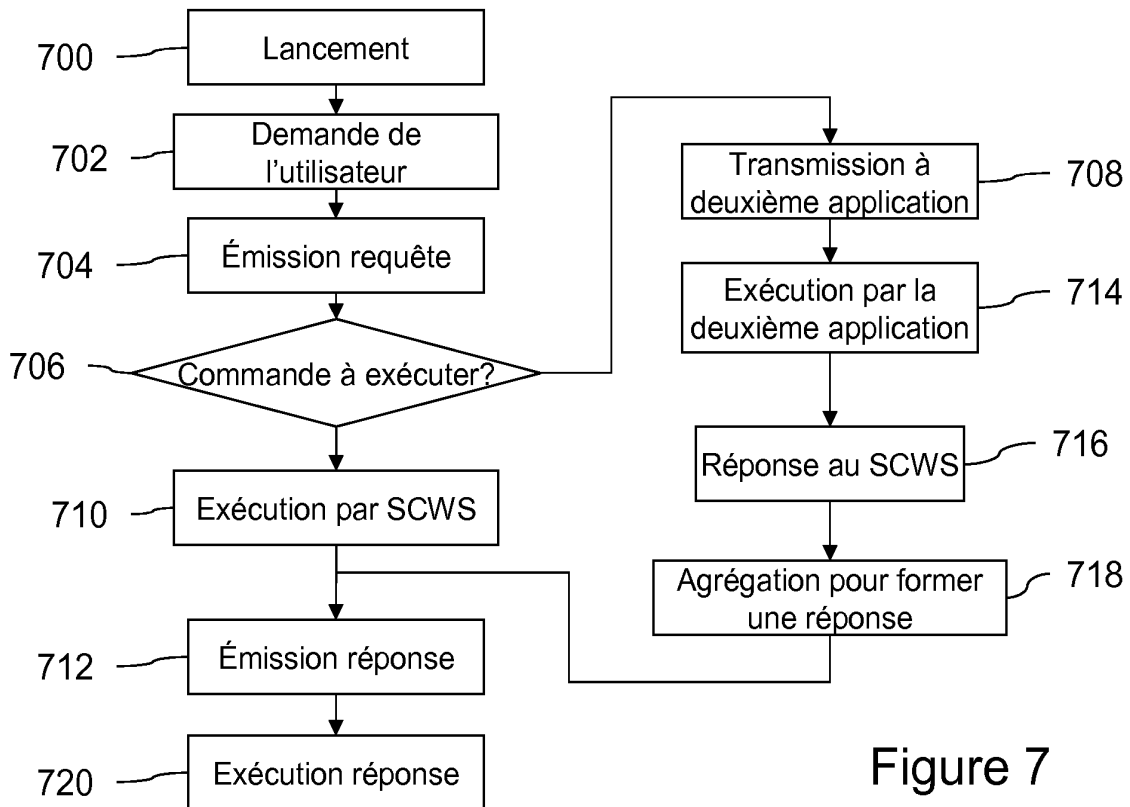 700
Lancement
702
Demande de
l'utilisateur
704
Émission requête
706
Commande à exécuter?
710
Exécution par SCWS
712
Émission réponse
720
Exécution réponse
Transmission à
deuxième application
708
Exécution par la
deuxième application
714
Réponse au SCWS
716
Agrégation pour former
une réponse
718
Figure 7